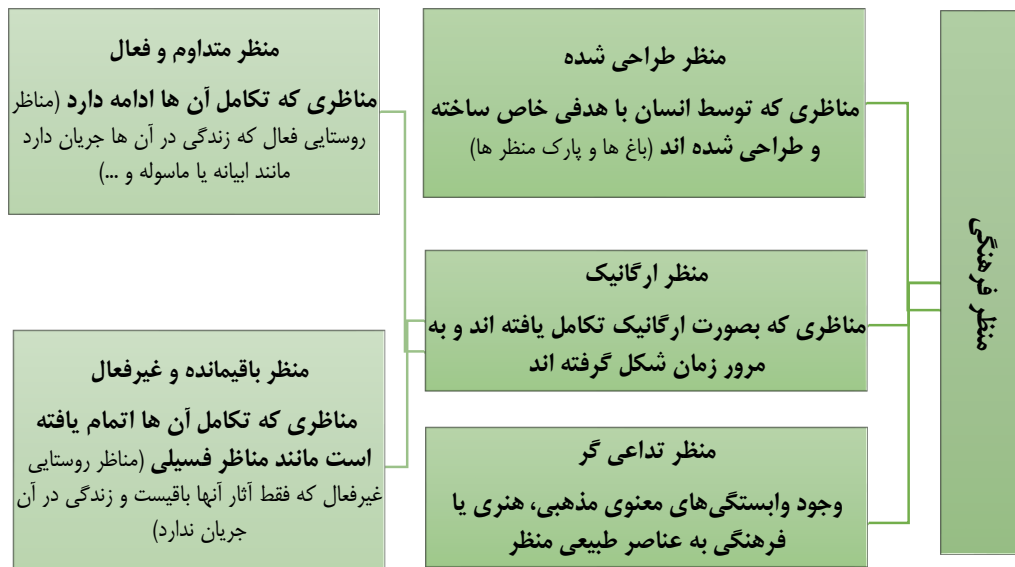 منظر فرهنگی
منظر طراحی شده
مناظری که توسط انسان با هدفی خاص ساخته
و طراحی شده اند (باغ ها و پارک منظر ها)
منظر ارگانیک
مناظری که بصورت ارگانیک تکامل یافته اند و به
مرور زمان شکل گرفته اند
منظر تداعی گر
وجود وابستگی‌های معنوی مذهبی، هنری یا
فرهنگی به عناصر طبیعی منظر
منظر متداوم و فعال
مناظری که تکامل آن ها ادامه دارد (مناظر
روستایی فعال که زندگی در آن ها جریان دارد
مانند ابیانه یا ماسوله و ...)
منظر باقیمانده و غیرفعال
مناظری که تکامل آن ها اتمام یافته
است مانند مناظر فسیلی (مناظر روستایی
غیرفعال که فقط آثار آنها باقیست و زندگی در آن
جریان ندارد)